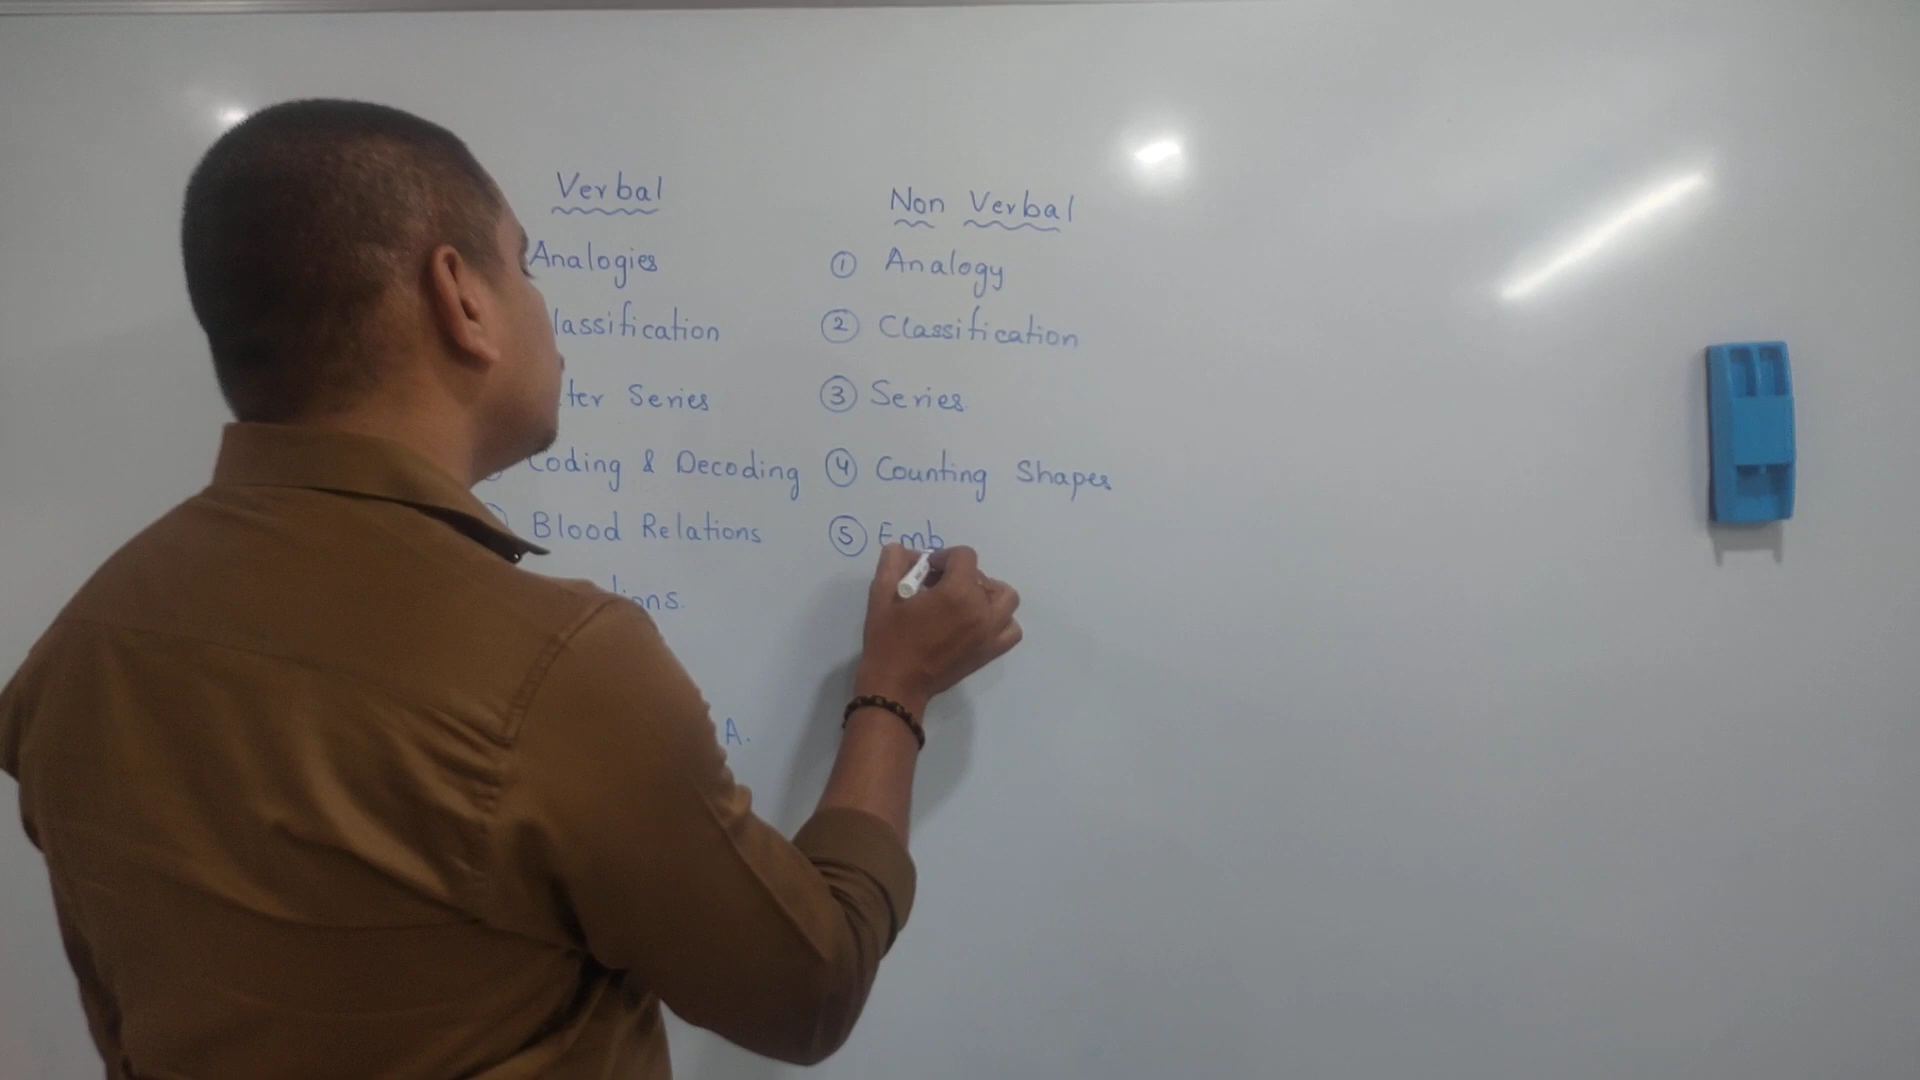 Verbal
Analogies
lassification
ter Series
Coding & Decoding
Blood Relations
ions.
A.
Non Verbal
① Analogy
② Classification
③ Series
④ Counting Shapes
⑤ Emb